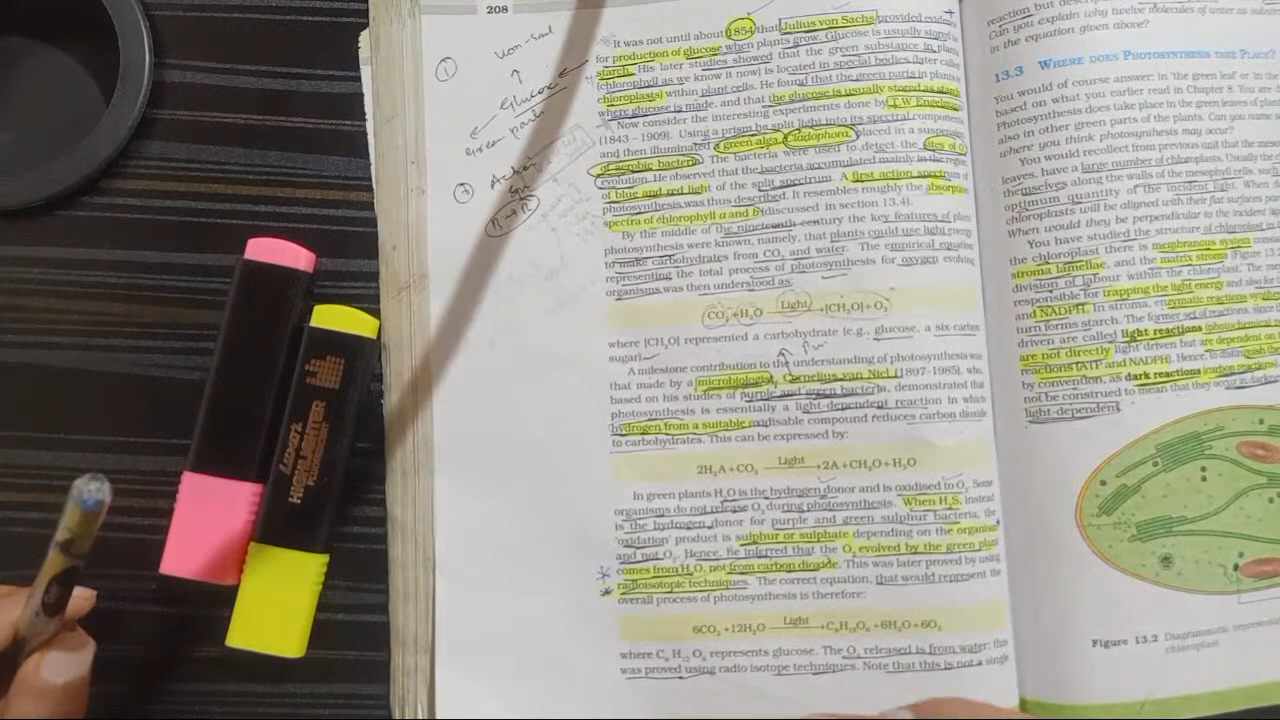 208
It was not until about 1854 that Julius von Sachs provided evidence
for production of glucose when plants grow. Glucose is usually stored
starch. His later studies showed that the green substance in plants
(chlorophyll as we know it now) is located in special bodies (later called
chloroplasts) within plant cells. He found that the green parts in plants is
where glucose is made, and that the glucose is usually stored as starch.
Now consider the interesting experiments done by T.W Engelmann
(1843 – 1909). Using a prism he split light into its spectral components
and then illuminated a green alga, Cladophora, placed in a suspension
of aerobic bacteria. The bacteria were used to detect the sites of O
evolution. He observed that the bacteria accumulated mainly in the region
of blue and red light of the split spectrum. A first action spectrum of
photosynthesis was thus described. It resembles roughly the absorption
spectra of chlorophyll a and b (discussed in section 13.4).
By the middle of the nineteenth century the key features of plant
photosynthesis were known, namely, that plants could use light energy
to make carbohydrates from CO₂ and water. The empirical equation
representing the total process of photosynthesis for oxygen evolving
organisms was then understood as:
CO₂ + H₂O Light → [CH₂O] + O₂
where [CH₂O] represented a carbohydrate (e.g., glucose, a six-carbon
sugar).
A milestone contribution to the understanding of photosynthesis was
that made by a microbiologist, Cornelius van Niel (1897-1985), who,
based on his studies of purple and green bacteria, demonstrated that
photosynthesis is essentially a light-dependent reaction in which
hydrogen from a suitable oxidisable compound reduces carbon dioxide
to carbohydrates. This can be expressed by:
2H₂A + CO₂ Light → 2A + CH₂O + H₂O
In green plants H₂O is the hydrogen donor and is oxidised to O₂. Some
organisms do not release O₂ during photosynthesis. When H₂S, instead
is the hydrogen donor for purple and green sulphur bacteria, the
'oxidation' product is sulphur or sulphate depending on the organism
and not O₂. Hence, he inferred that the O₂ evolved by the green plant
comes from H₂O, not from carbon dioxide. This was later proved by using
radioisotopic techniques. The correct equation, that would represent the
overall process of photosynthesis is therefore:
6CO₂ + 12H₂O Light → C₆H₁₂O₆ + 6H₂O + 6O₂
where C₆ H₁₂ O₆ represents glucose. The O₂ released is from water; this
was proved using radio isotope techniques. Note that this is not a single
1
Glucose
Green parts
2
Action
reaction but
Can you explain why twelve molecules of water as
in the equation given above?
13.3 WHERE DOES PHOTOSYNTHESIS TAKE PLACE?
You would of course answer: in 'the green leaf' or 'in the
based on what you earlier read in Chapter 8. You are
Photosynthesis does take place in the green leaves of plants
also in other green parts of the plants. Can you name
where you think photosynthesis may occur?
You would recollect from previous unit that the
leaves, have a large number of chloroplasts. Usually the
themselves along the walls of the mesophyll cells, such
optimum quantity of the incident light. When
chloroplasts will be aligned with their flat surfaces
When would they be perpendicular to the incident
You have studied the structure of chloroplast in
the chloroplast there is membranous system
stroma lamellae, and the matrix stroma (Figure 13.2
division of labour within the chloroplast. The
responsible for trapping the light energy and also for
and NADPH. In stroma, enzymatic reactions
turn forms starch. The former set of reactions, since
driven are called light reactions (photochemical
are not directly light driven but are dependent on
reactions (ATP and NADPH). Hence, to distinguish the
by convention, as dark reactions (carbon reactions)
not be construed to mean that they occur in
light-dependent.
Figure 13.2 Diagrammatic
chloroplast
Luxor
HIGHLIGHTER